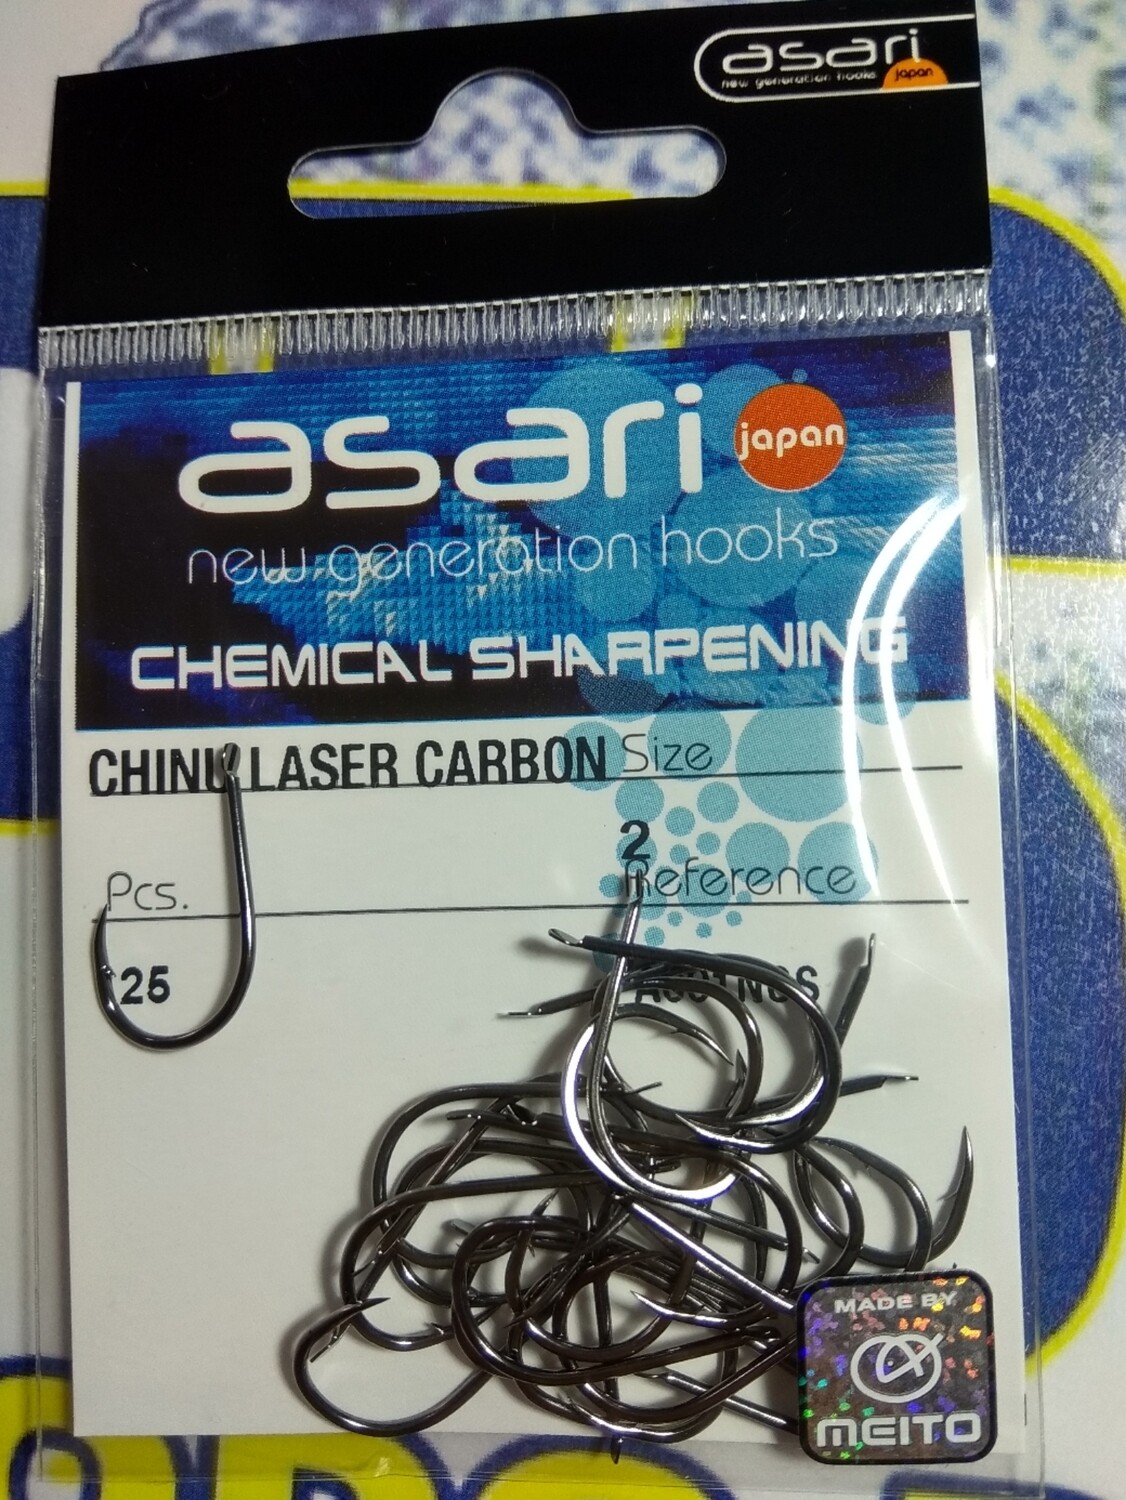 asari
new generation hooks japan
asari japan
new generation hooks
CHEMICAL SHARPENING
CHINU LASER CARBON Size
2
Pcs. Reference
25
MADE BY
MEITO